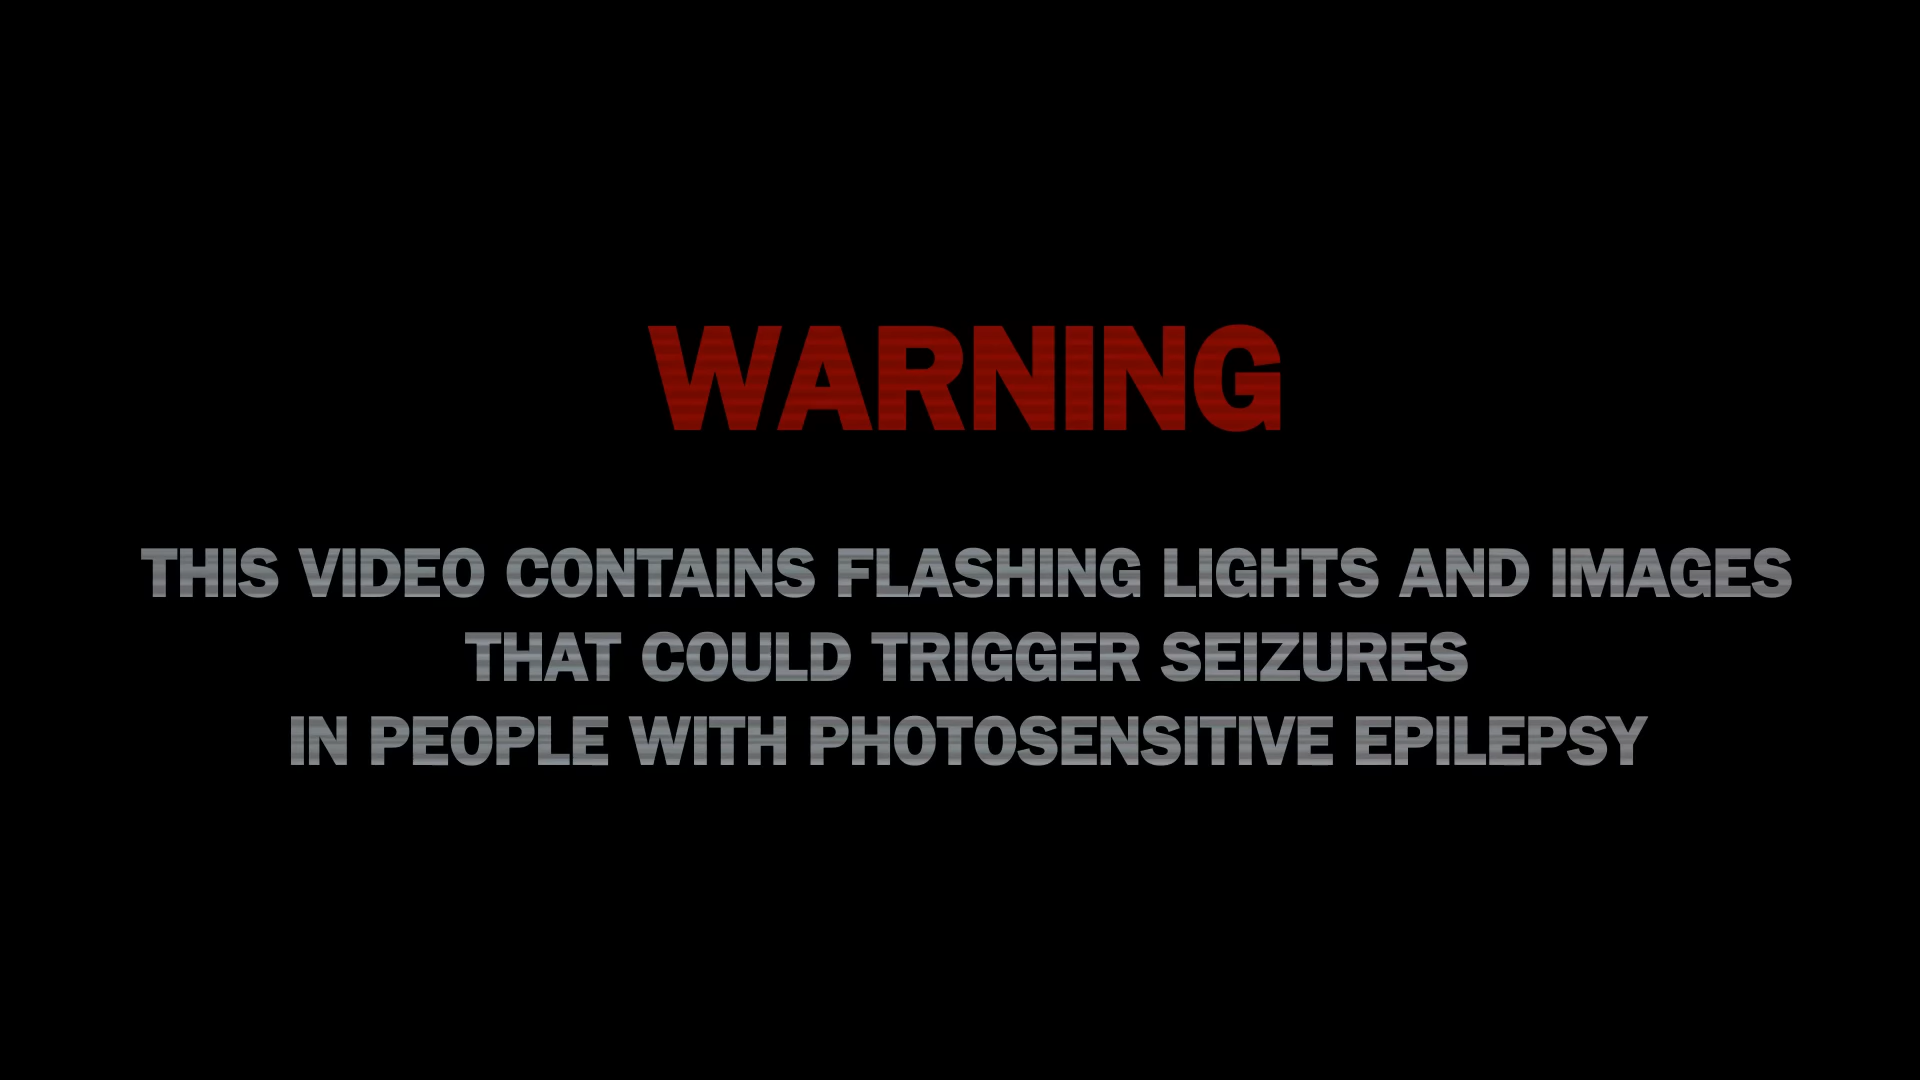 WARNING
THIS VIDEO CONTAINS FLASHING LIGHTS AND IMAGES
THAT COULD TRIGGER SEIZURES
IN PEOPLE WITH PHOTOSENSITIVE EPILEPSY